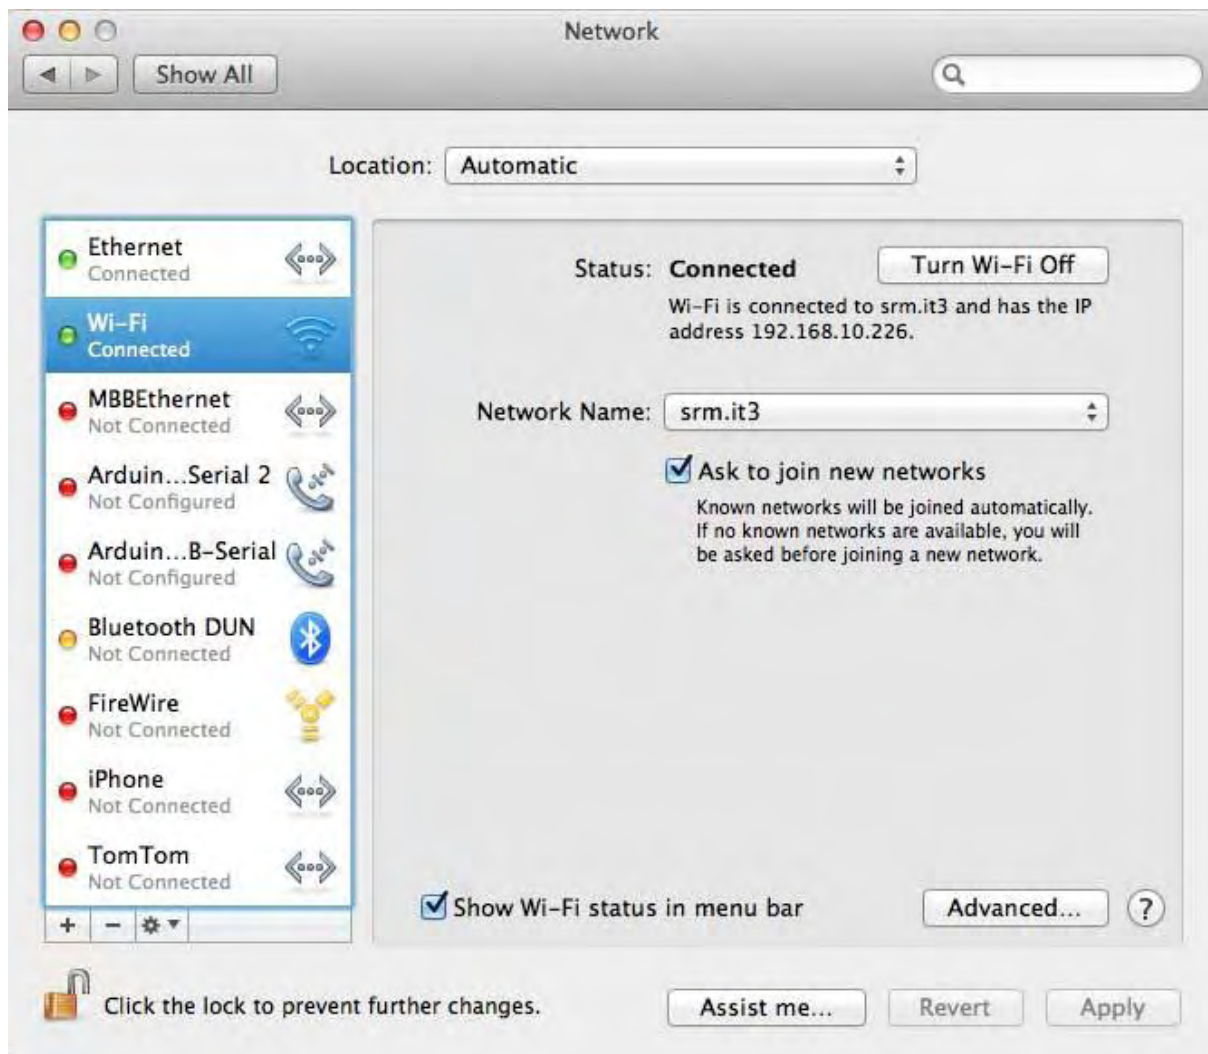 Network
Show All
Location: Automatic
Ethernet
Connected
Wi-Fi
Connected
MBBEthernet
Not Connected
Arduin...Serial 2
Not Configured
Arduin...B-Serial
Not Configured
Bluetooth DUN
Not Connected
FireWire
Not Connected
iPhone
Not Connected
TomTom
Not Connected
Status: Connected Turn Wi-Fi Off
Wi-Fi is connected to srm.it3 and has the IP
address 192.168.10.226.
Network Name: srm.it3
Ask to join new networks
Known networks will be joined automatically.
If no known networks are available, you will
be asked before joining a new network.
Show Wi-Fi status in menu bar Advanced... ?
Click the lock to prevent further changes. Assist me... Revert Apply